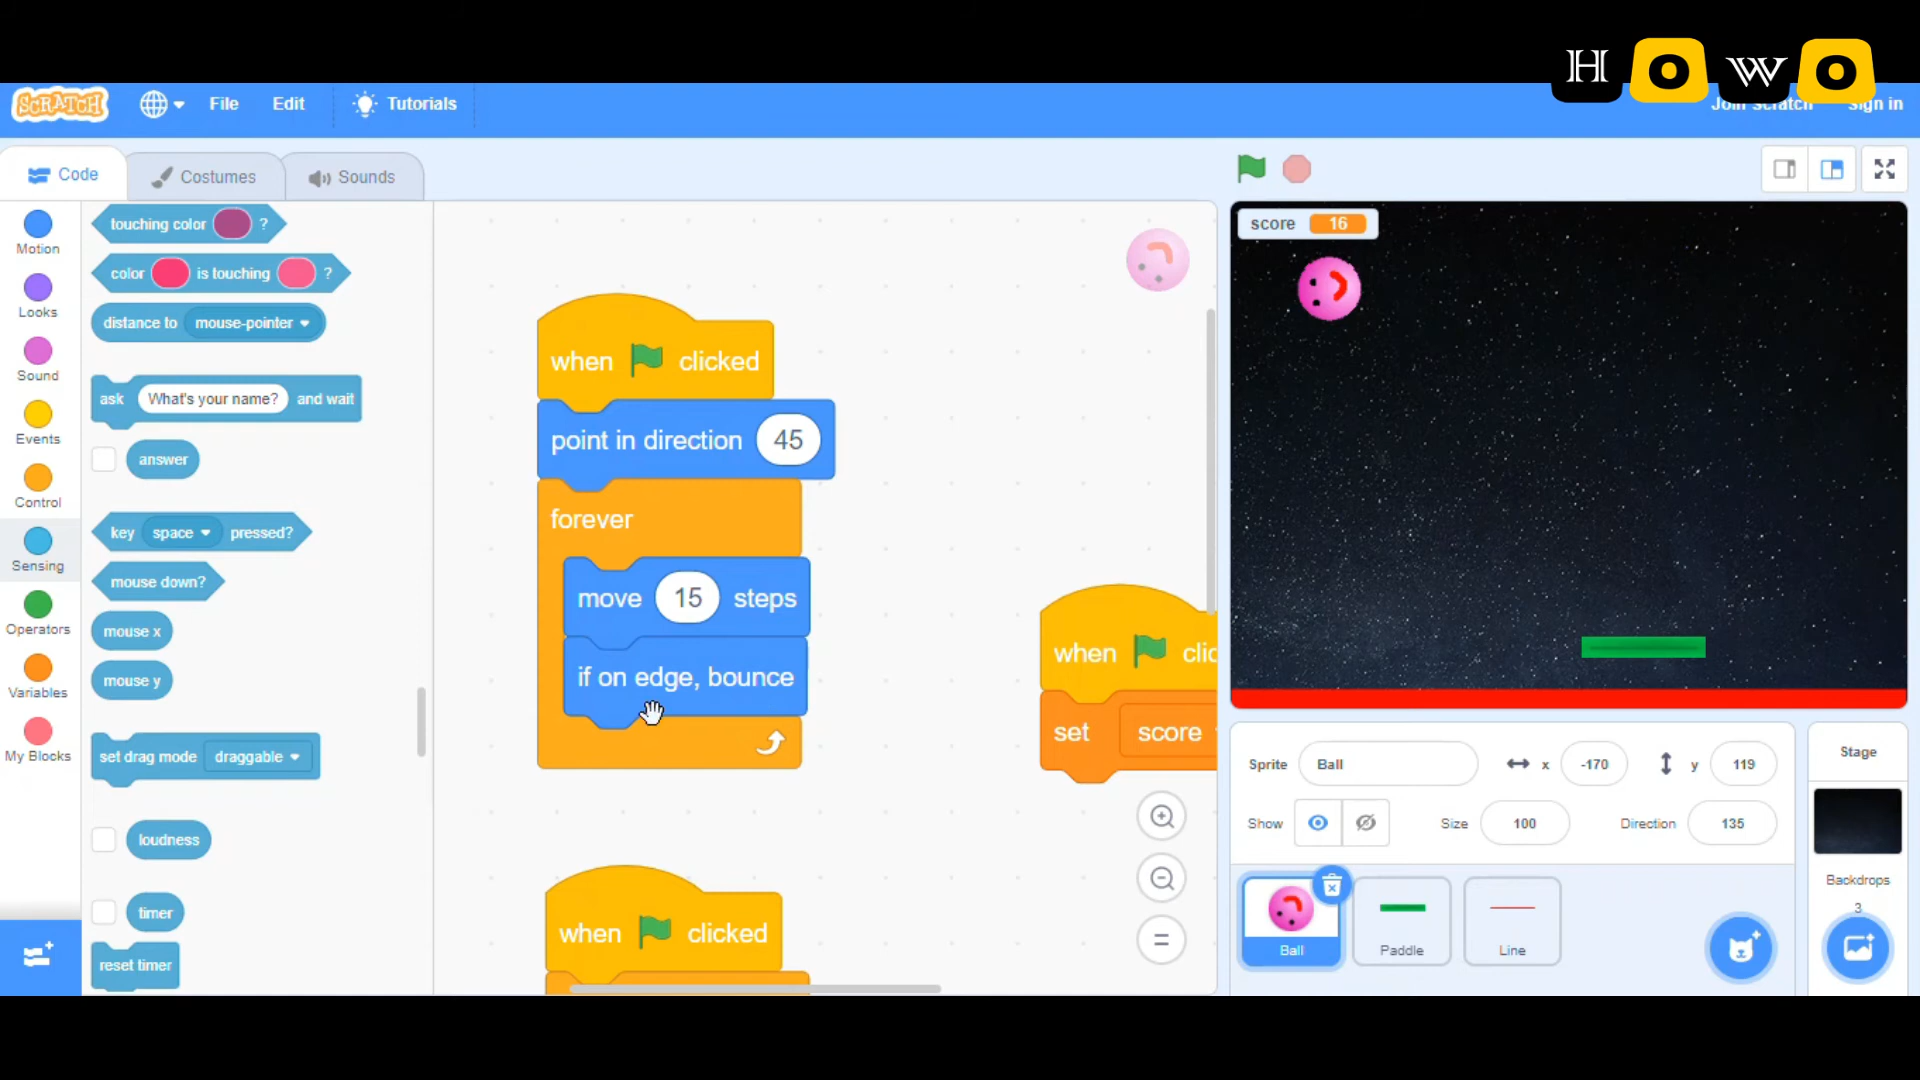 HOWO
SCRATCH
File
Edit
Tutorials
Join Scratch
Sign in
Code
Costumes
Sounds
Motion
Looks
Sound
Events
Control
Sensing
Operators
Variables
My Blocks
touching color ?
color is touching ?
distance to mouse-pointer
ask What's your name? and wait
answer
key space pressed?
mouse down?
mouse x
mouse y
set drag mode draggable
loudness
timer
reset timer
when clicked
point in direction 45
forever
move 15 steps
if on edge, bounce
when clicked
when clic
set score
score 16
Sprite Ball x -170 y 119
Show Size 100 Direction 135
Ball
Paddle
Line
Stage
Backdrops
3